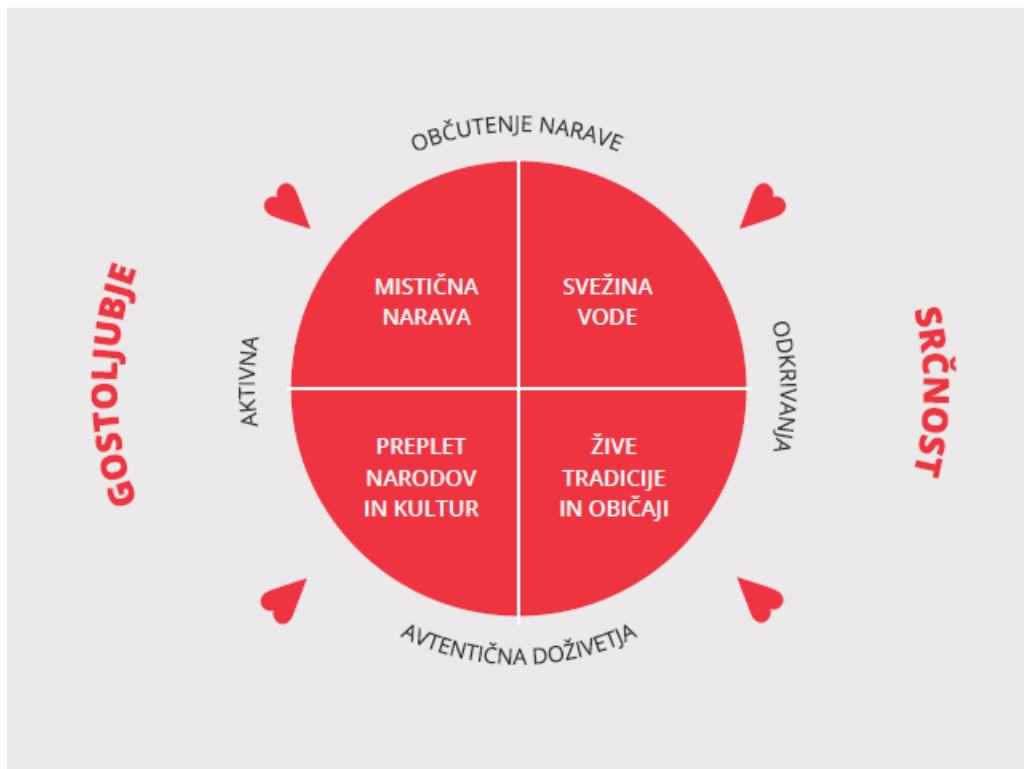 OBČUTENJE NARAVE
GOSTOLJUBJE
AKTIVNA
MISTIČNA
NARAVA
SVEŽINA
VODE
PREPLET
NARODOV
IN KULTUR
ŽIVE
TRADICIJE
IN OBIČAJI
ODKRIVANJA
SRČNOST
AVTENTIČNA DOŽIVETJA